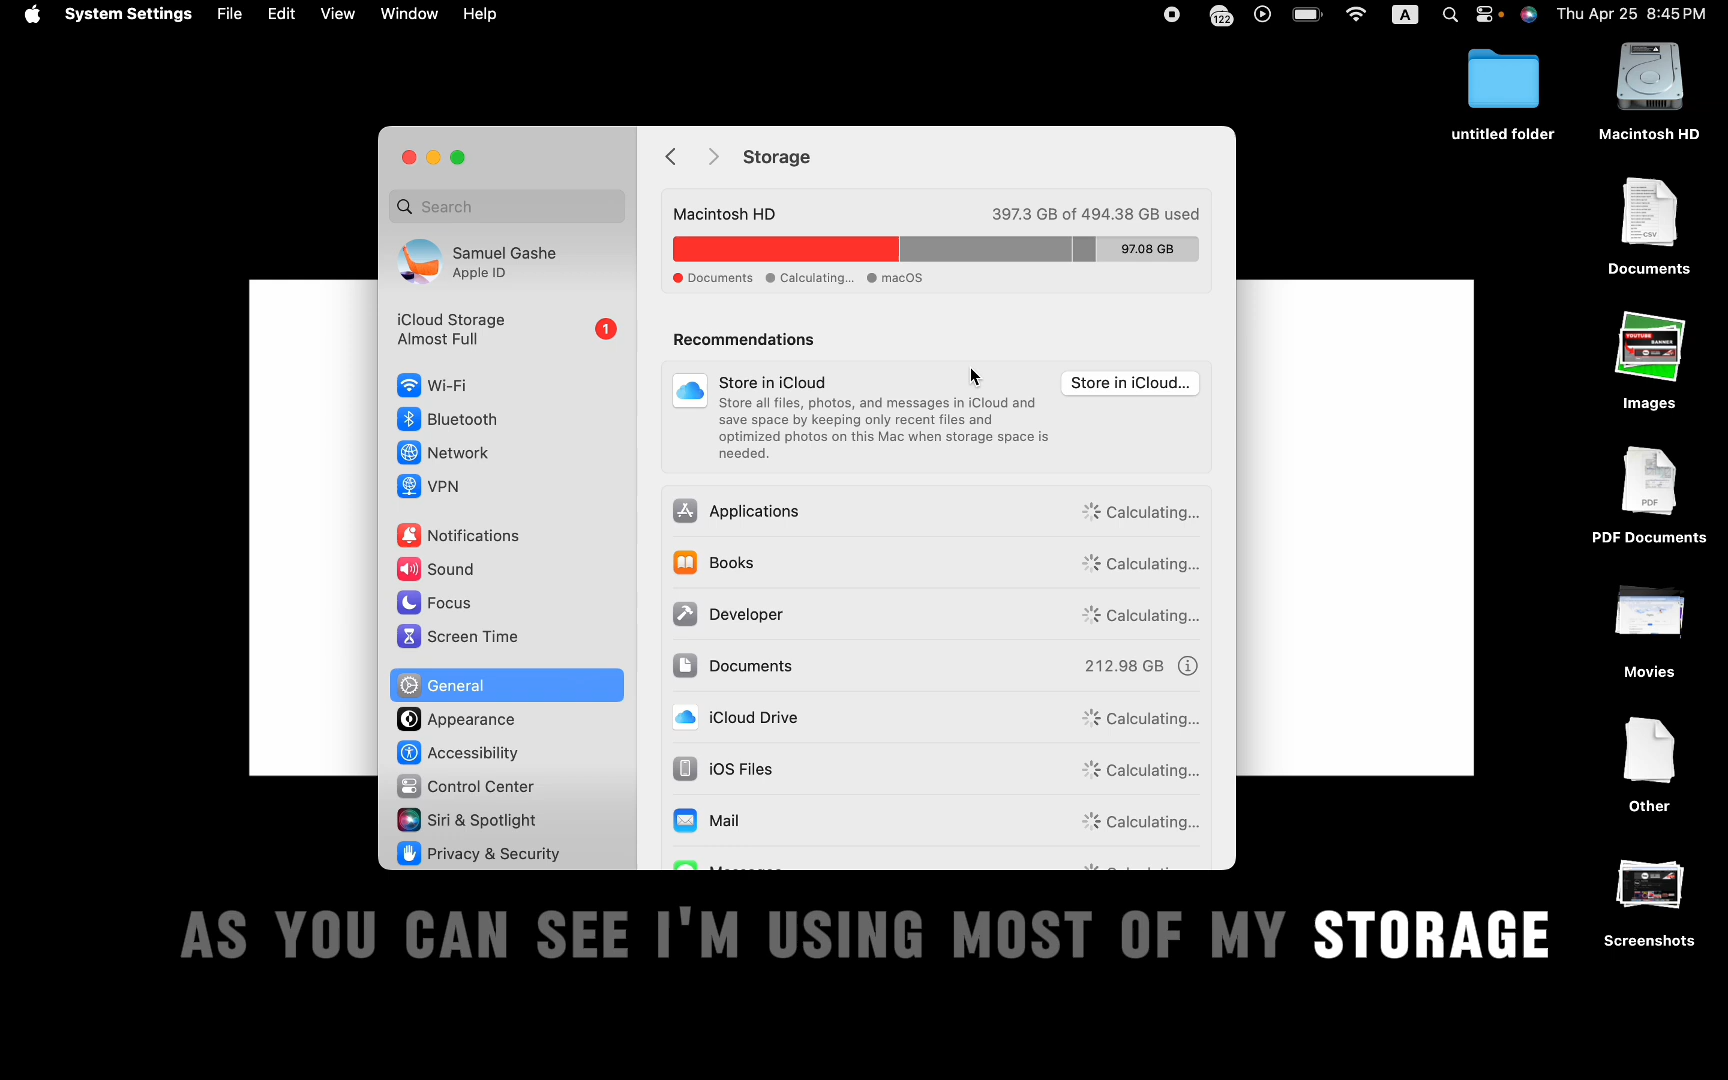 System Settings File Edit View Window Help
122 A Thu Apr 25 8:45 PM
untitled folder
Macintosh HD
Documents
CSV
Images
YOUTUBE
BANNER
PDF
PDF Documents
Movies
Other
Screenshots
Search
Samuel Gashe
Apple ID
iCloud Storage
Almost Full
1
Wi-Fi
Bluetooth
Network
VPN
Notifications
Sound
Focus
Screen Time
General
Appearance
Accessibility
Control Center
Siri & Spotlight
Privacy & Security
Storage
Macintosh HD 397.3 GB of 494.38 GB used
97.08 GB
Documents Calculating... macOS
Recommendations
Store in iCloud
Store in iCloud...
Store all files, photos, and messages in iCloud and
save space by keeping only recent files and
optimized photos on this Mac when storage space is
needed.
Applications Calculating...
Books Calculating...
Developer Calculating...
Documents 212.98 GB
iCloud Drive Calculating...
iOS Files Calculating...
Mail Calculating...
AS YOU CAN SEE I'M USING MOST OF MY STORAGE